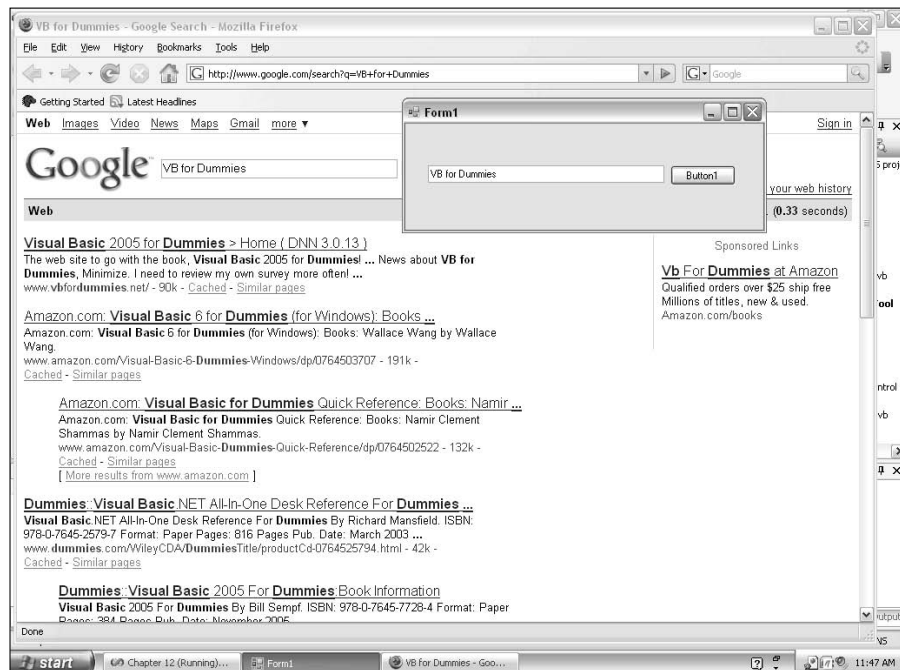 VB for Dummies - Google Search - Mozilla Firefox
File Edit View History Bookmarks Tools Help
G http://www.google.com/search?q=VB+for+Dummies
G Google
Getting Started Latest Headlines
Web Images Video News Maps Gmail more ▼
Sign in
Form1
VB for Dummies
Button1
Google
VB for Dummies
your web history
Web
(0.33 seconds)
Visual Basic 2005 for Dummies > Home ( DNN 3.0.13 )
The web site to go with the book, Visual Basic 2005 for Dummies! ... News about VB for
Dummies, Minimize. I need to review my own survey more often! ...
www.vbfordummies.net/ - 90k - Cached - Similar pages
Amazon.com: Visual Basic 6 for Dummies (for Windows): Books ...
Amazon.com: Visual Basic 6 for Dummies (for Windows): Books: Wallace Wang by Wallace
Wang.
www.amazon.com/Visual-Basic-6-Dummies-Windows/dp/0764503707 - 191k -
Cached - Similar pages
Amazon.com: Visual Basic for Dummies Quick Reference: Books: Namir ...
Amazon.com: Visual Basic for Dummies Quick Reference: Books: Namir Clement
Shammas by Namir Clement Shammas.
www.amazon.com/Visual-Basic-Dummies-Quick-Reference/dp/0764502522 - 132k -
Cached - Similar pages
[ More results from www.amazon.com ]
Dummies::Visual Basic.NET All-In-One Desk Reference For Dummies ...
Visual Basic.NET All-In-One Desk Reference For Dummies By Richard Mansfield. ISBN:
978-0-7645-2579-7 Format: Paper Pages: 816 Pages Pub. Date: March 2003 ...
www.dummies.com/WileyCDA/DummiesTitle/productCd-0764525794.html - 42k -
Cached - Similar pages
Dummies::Visual Basic 2005 For Dummies:Book Information
Visual Basic 2005 For Dummies By Bill Sempf. ISBN: 978-0-7645-7728-4 Format: Paper
Pages: 384 Pages Pub. Date: November 2005
Sponsored Links
Vb For Dummies at Amazon
Qualified orders over $25 ship free
Millions of titles, new & used.
Amazon.com/books
5 proj
vb
ool
ntrol
vb
utput
NS
Done
start
Chapter 12 (Running)...
Form1
VB for Dummies - Goo...
11:47 AM